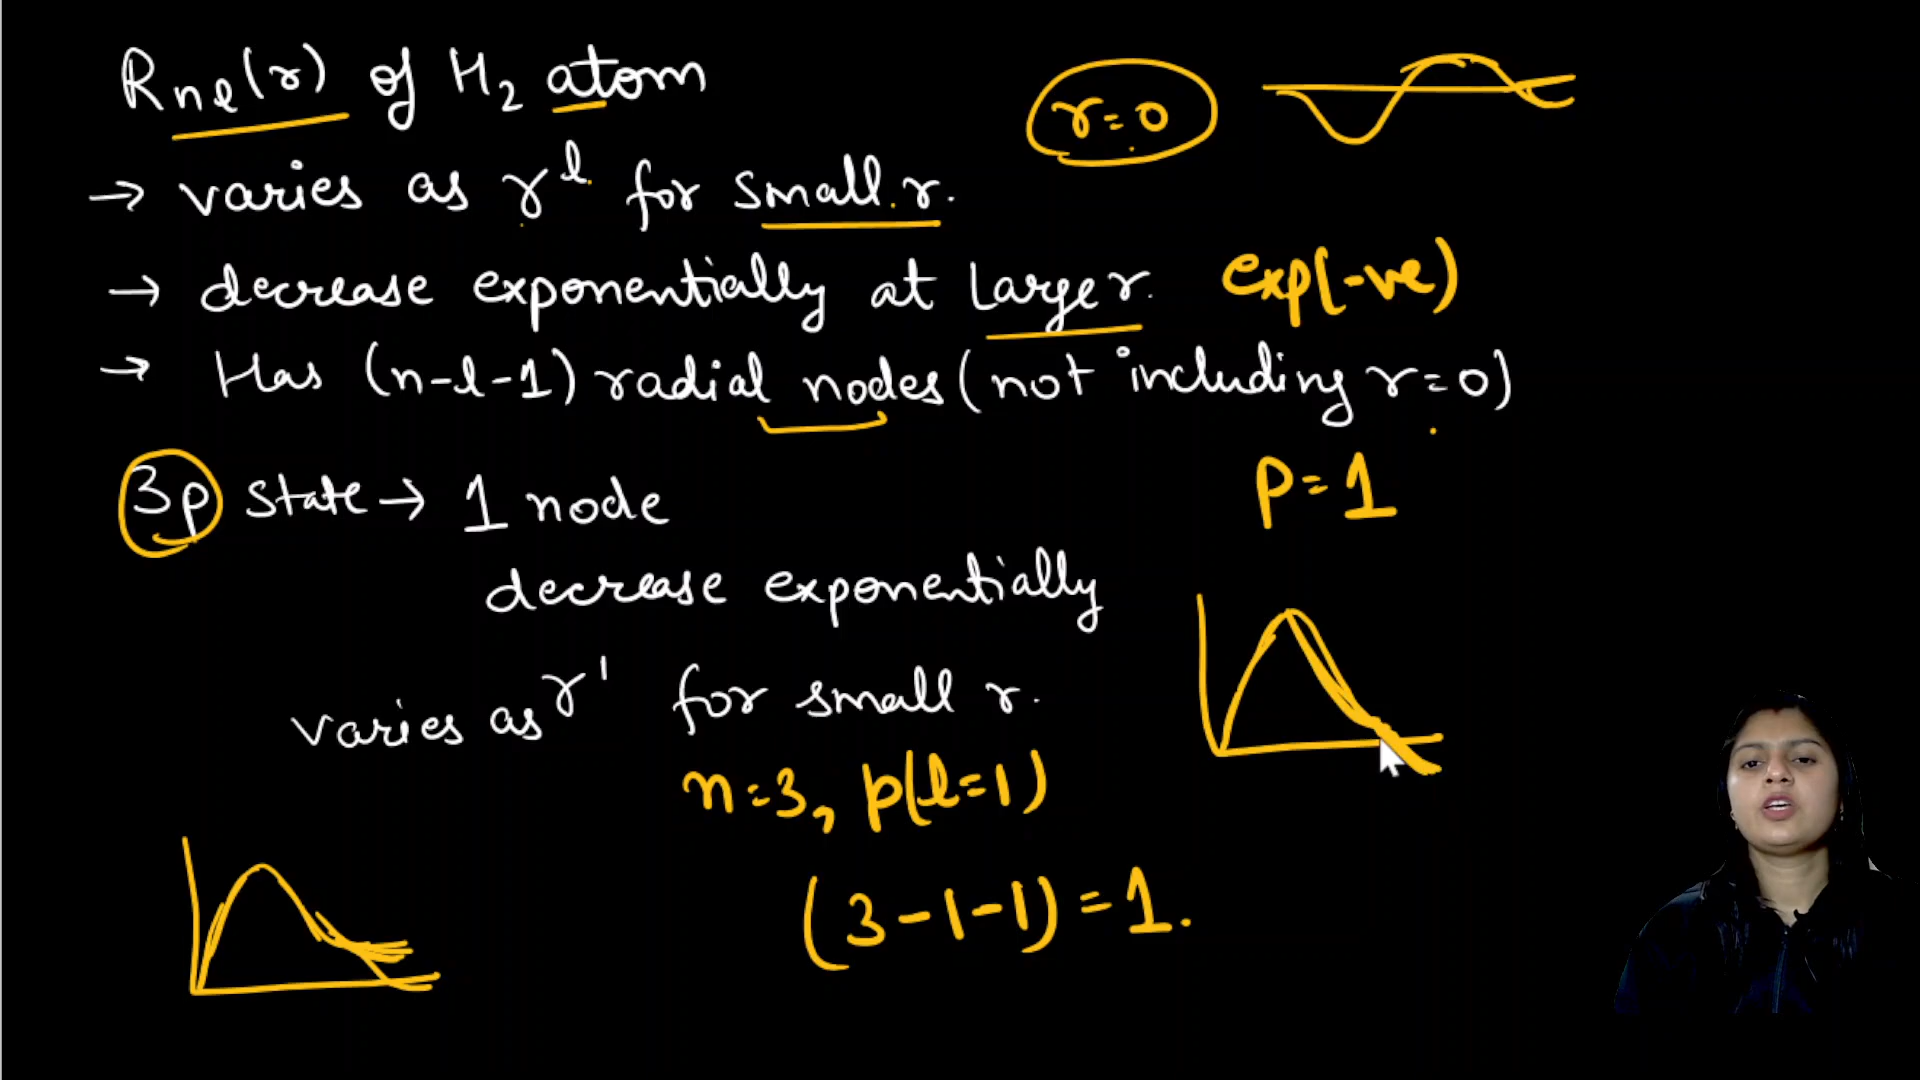 Rnl(r) of H2 atom
r=0
→ varies as r^l for small r.
→ decrease exponentially at large r. exp(-ve)
→ Has (n-l-1) radial nodes (not including r=0)
3p state → 1 node
P=1
decrease exponentially
varies as r^1 for small r.
n=3, p(l=1)
(3-1-1)=1.